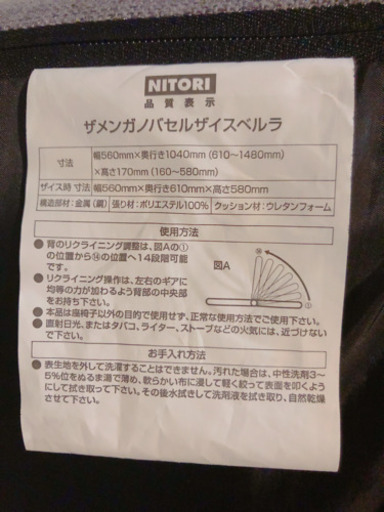 NITORI
品質表示
ザメンガノバセルザイスベルラ
寸法
幅560mm×奥行き1040mm (610〜1480mm)
×高さ170mm (160〜580mm)
ザイス時 寸法 幅560mm×奥行き610mm×高さ580mm
構造部材:金属(鋼) 張り材:ポリエステル100% クッション材:ウレタンフォーム
使用方法
●背のリクライニング調整は、図Aの①
の位置から⑭の位置へ14段階可能で
す。
●リクライニング操作は、左右のギアに
均等の力が加わるよう背部の中央部
をお持ち下さい。
図A
⑭
①
●本品は座椅子以外の目的で使用せず、正常な使用方法でご使用下さい。
●直射日光、またはタバコ、ライター、ストーブなどの火気には、近づけない
で下さい。
お手入れ方法
●表生地を外して洗濯することはできません。汚れた場合は、中性洗剤3〜
5%位をぬるま湯で薄め、軟らかい布に浸して軽く絞って表面を叩くよう
にして拭き取って下さい。その後水拭きして洗剤液を拭き取り、自然乾燥
させて下さい。